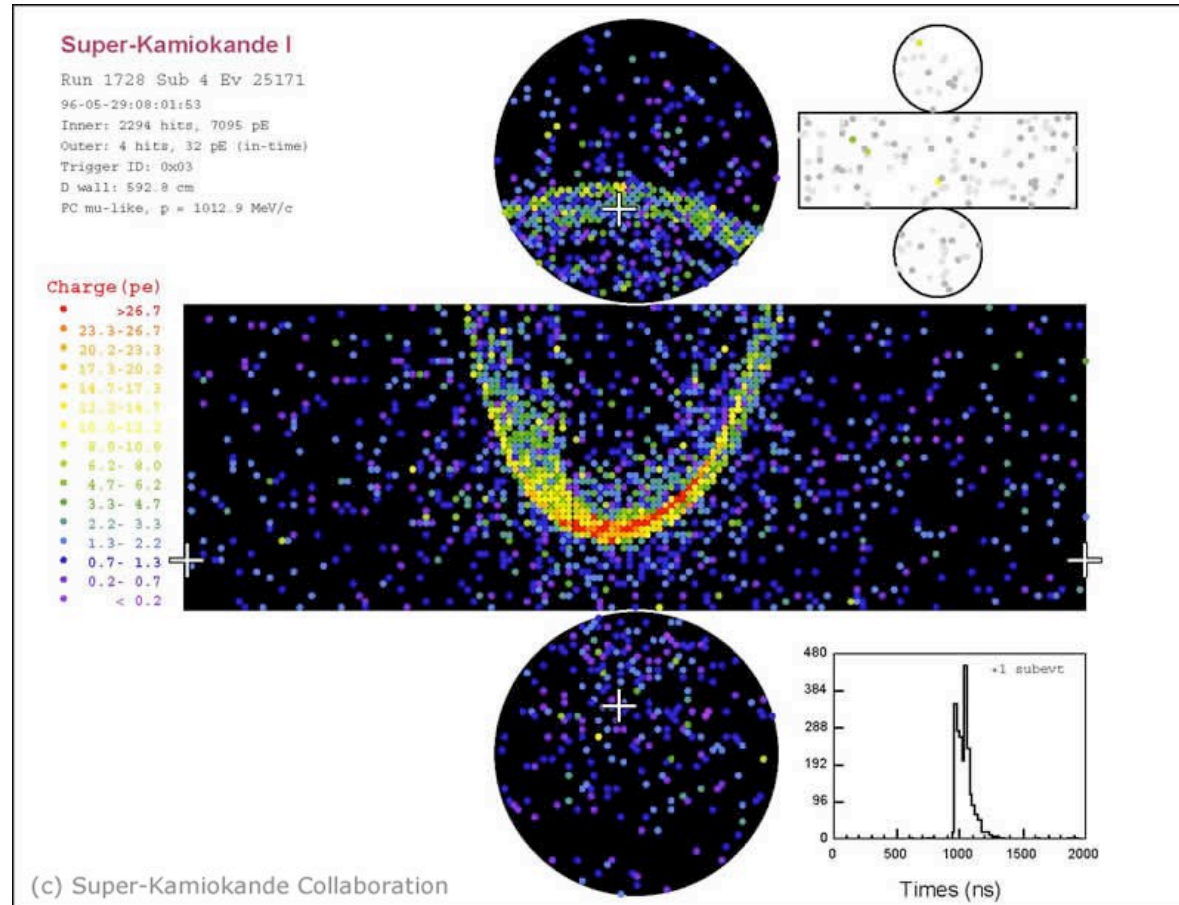 Super-Kamiokande I
Run 1728 Sub 4 Ev 25171
96-05-29:08:01:53
Inner: 2294 hits, 7095 pE
Outer: 4 hits, 32 pE (in-time)
Trigger ID: 0x03
D wall: 592.8 cm
FC mu-like, p = 1012.9 MeV/c
Charge(pe)
>26.7
23.3-26.7
20.2-23.3
17.3-20.2
14.7-17.3
12.2-14.7
10.0-12.2
8.0-10.0
6.2- 8.0
4.7- 6.2
3.3- 4.7
2.2- 3.3
1.3- 2.2
0.7- 1.3
0.2- 0.7
< 0.2
+1 subevt
480
384
288
192
96
0
0 500 1000 1500 2000
Times (ns)
(c) Super-Kamiokande Collaboration